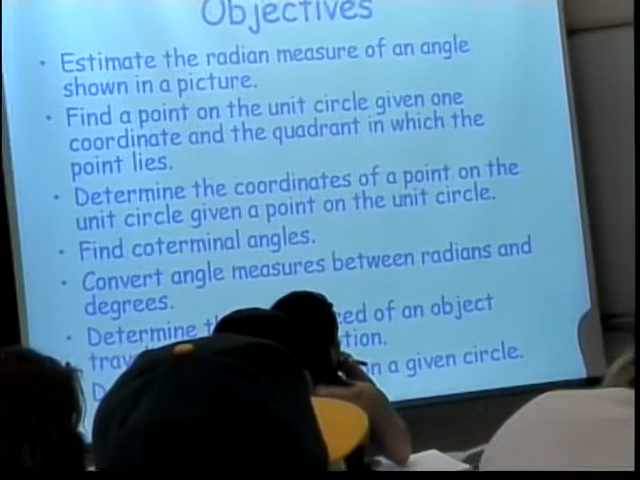 Objectives
• Estimate the radian measure of an angle
shown in a picture.
• Find a point on the unit circle given one
coordinate and the quadrant in which the
point lies.
• Determine the coordinates of a point on the
unit circle given a point on the unit circle.
• Find coterminal angles.
• Convert angle measures between radians and
degrees.
• Determine of an object
a given circle.